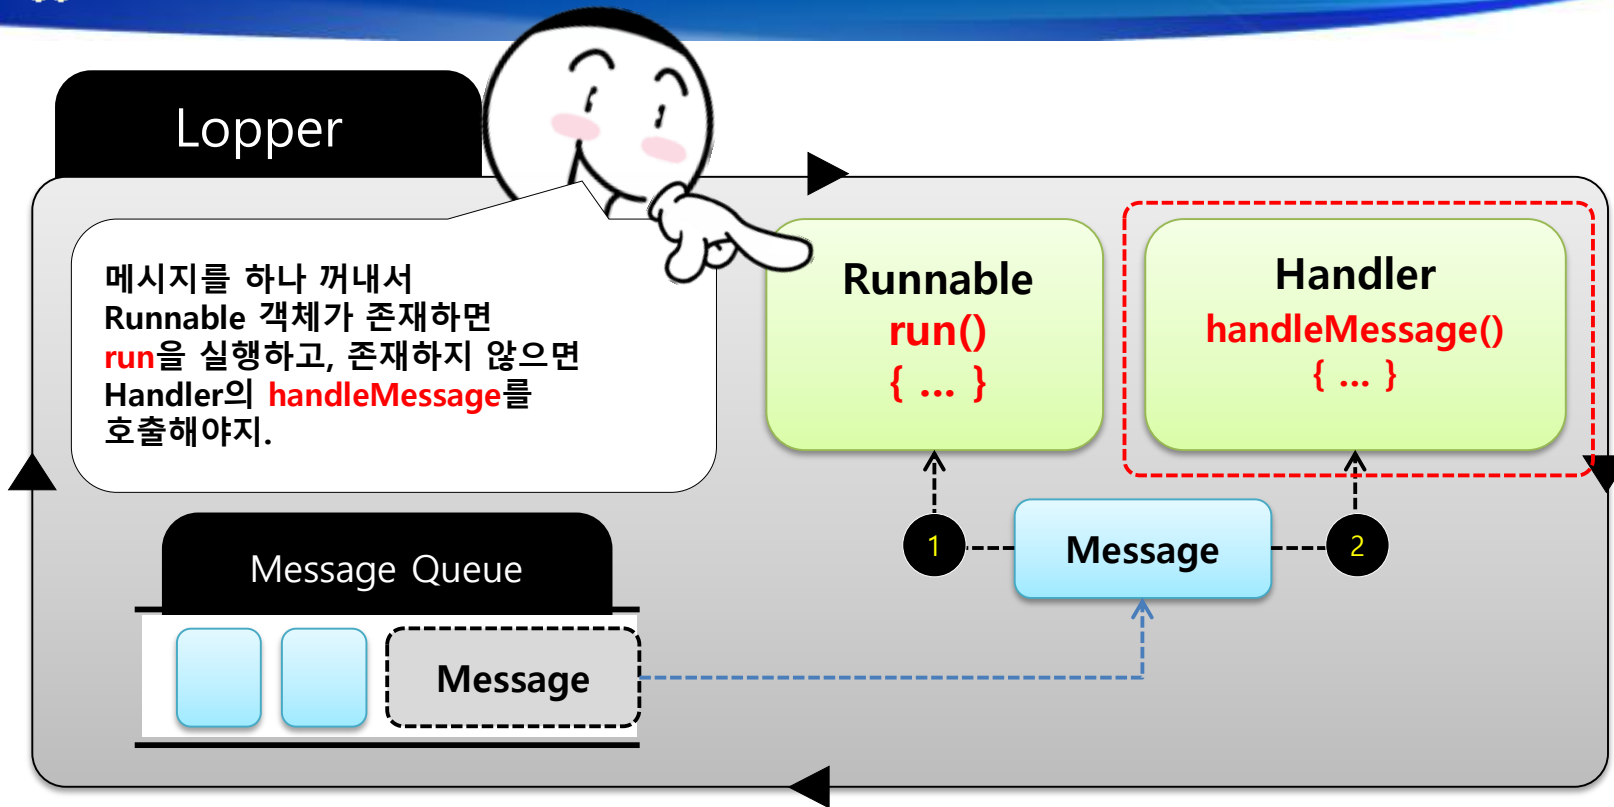 Lopper
메시지를 하나 꺼내서
Runnable 객체가 존재하면
run을 실행하고, 존재하지 않으면
Handler의 handleMessage를
호출해야지.
Runnable
run()
{ ... }
Handler
handleMessage()
{ ... }
1
Message
2
Message Queue
Message